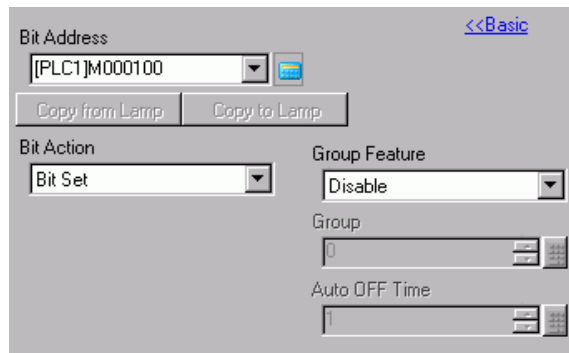 <<Basic
Bit Address
[PLC1]M000100
Copy from Lamp Copy to Lamp
Bit Action
Group Feature
Bit Set
Disable
Group
0
Auto OFF Time
1